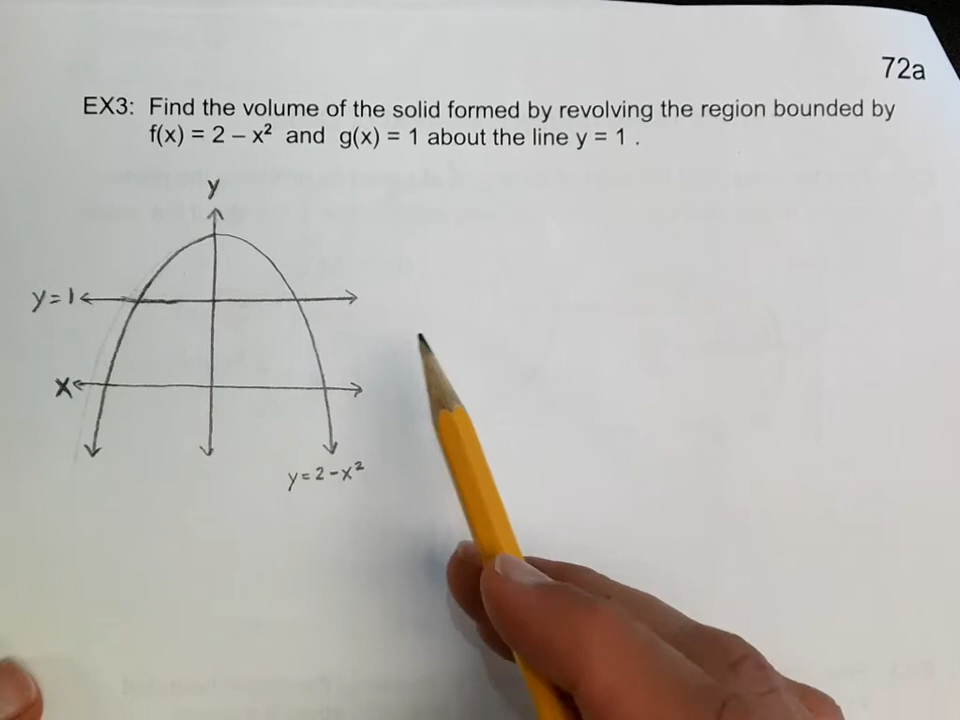 72a
EX3: Find the volume of the solid formed by revolving the region bounded by
f(x) = 2 – x² and g(x) = 1 about the line y = 1 .
y
y=1
x
y=2-x²